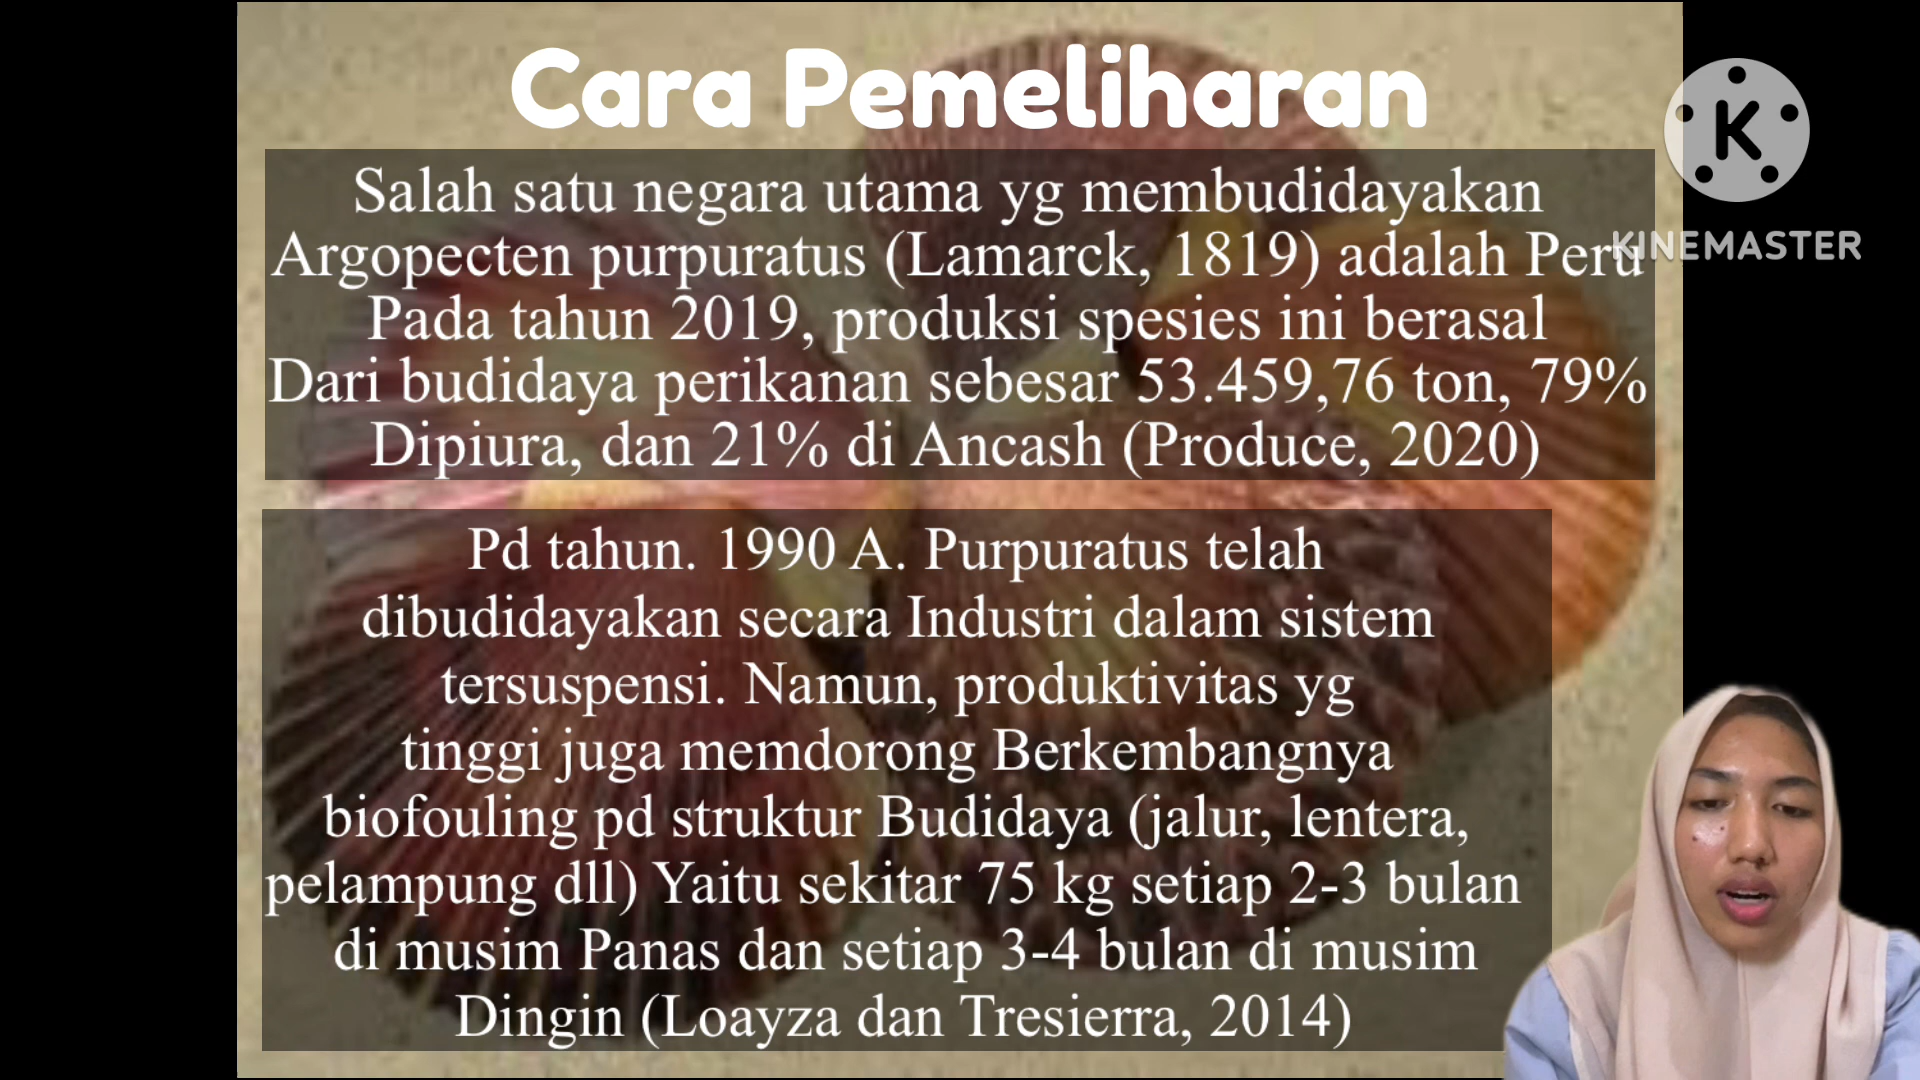 Cara Pemeliharan
Salah satu negara utama yg membudidayakan
Argopecten purpuratus (Lamarck, 1819) adalah Peru
Pada tahun 2019, produksi spesies ini berasal
Dari budidaya perikanan sebesar 53.459,76 ton, 79%
Dipiura, dan 21% di Ancash (Produce, 2020)
Pd tahun. 1990 A. Purpuratus telah
dibudidayakan secara Industri dalam sistem
tersuspensi. Namun, produktivitas yg
tinggi juga memdorong Berkembangnya
biofouling pd struktur Budidaya (jalur, lentera,
pelampung dll) Yaitu sekitar 75 kg setiap 2-3 bulan
di musim Panas dan setiap 3-4 bulan di musim
Dingin (Loayza dan Tresierra, 2014)
K
KINEMASTER